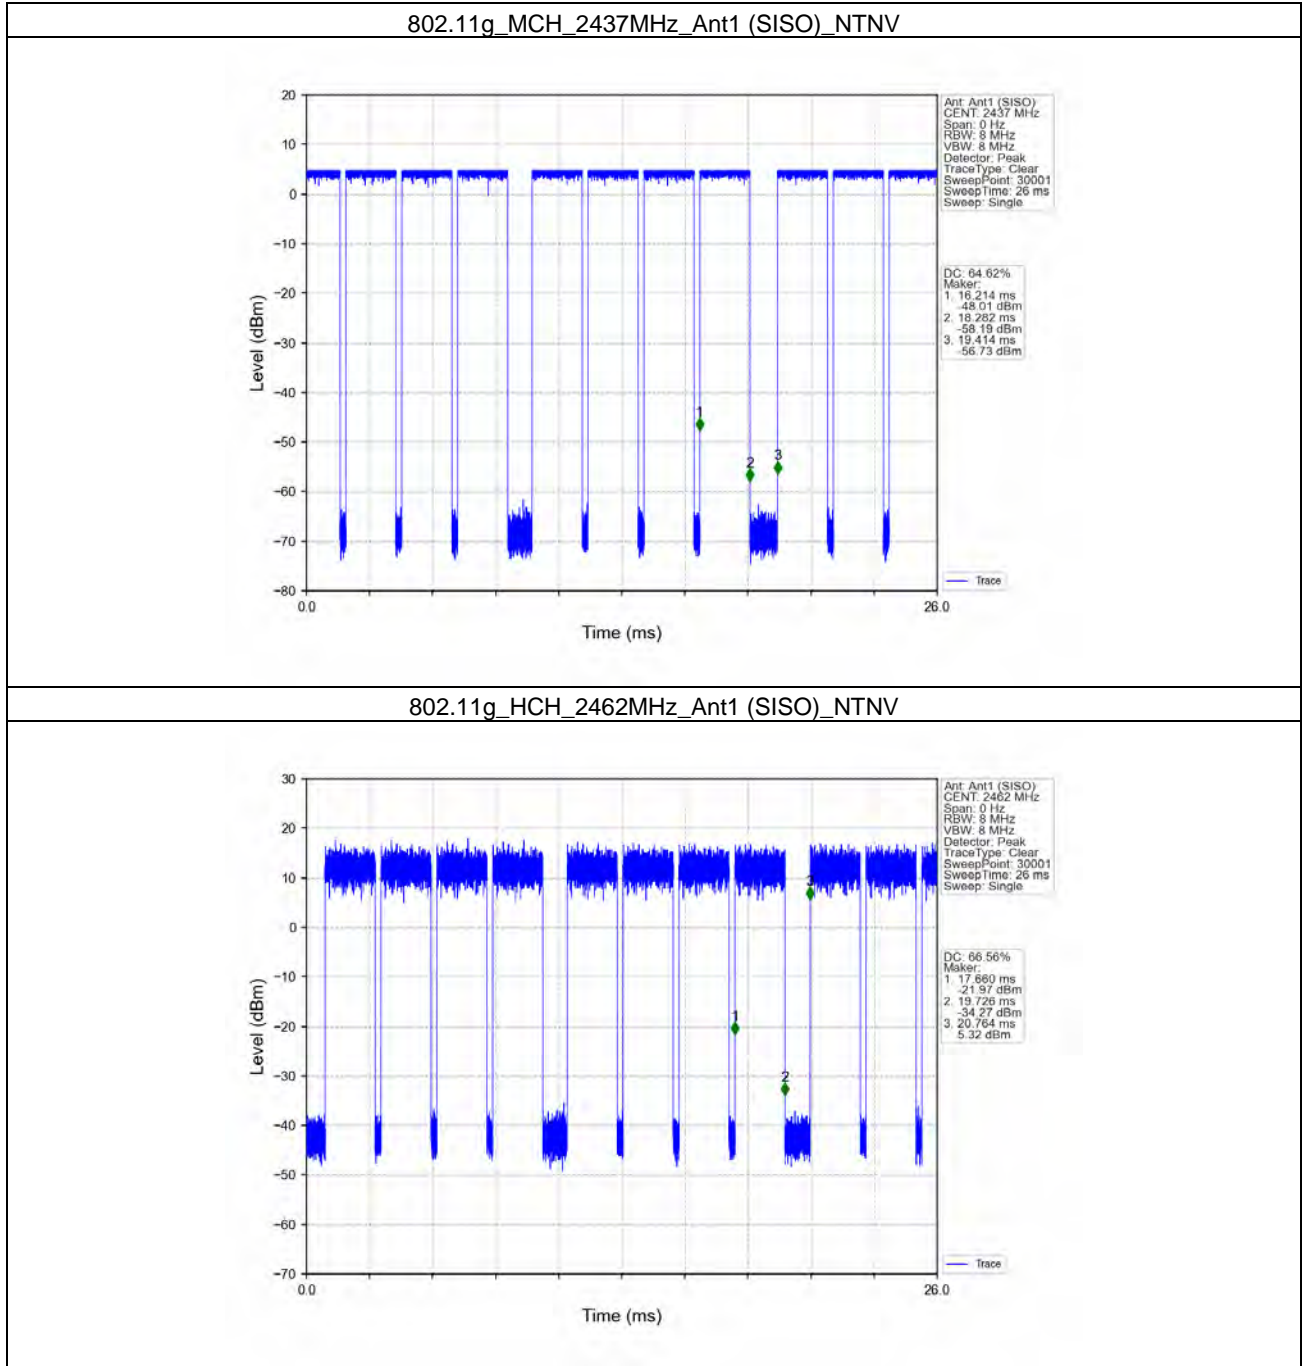 802.11g_MCH_2437MHz_Ant1 (SISO)_NTNV
20
10
0
−10
−20
−30
−40
−50
−60
−70
−80
Level (dBm)
0.0
26.0
Time (ms)
1
2
3
Ant: Ant1 (SISO)
CENT: 2437 MHz
Span: 0 Hz
RBW: 8 MHz
VBW: 8 MHz
Detector: Peak
TraceType: Clear
SweepPoint: 30001
SweepTime: 26 ms
Sweep: Single
DC: 64.62%
Maker:
1. 16.214 ms
-48.01 dBm
2. 18.282 ms
-58.19 dBm
3. 19.414 ms
-56.73 dBm
Trace
802.11g_HCH_2462MHz_Ant1 (SISO)_NTNV
30
20
10
0
−10
−20
−30
−40
−50
−60
−70
Level (dBm)
0.0
26.0
Time (ms)
1
2
3
Ant: Ant1 (SISO)
CENT: 2462 MHz
Span: 0 Hz
RBW: 8 MHz
VBW: 8 MHz
Detector: Peak
TraceType: Clear
SweepPoint: 30001
SweepTime: 26 ms
Sweep: Single
DC: 66.56%
Maker:
1. 17.660 ms
-21.97 dBm
2. 19.726 ms
-34.27 dBm
3. 20.764 ms
5.32 dBm
Trace